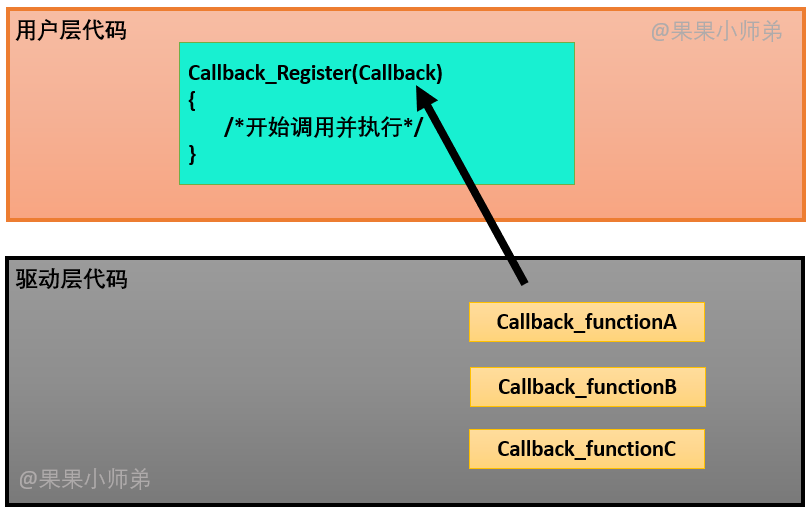 用户层代码
@果果小师弟
Callback_Register(Callback)
{
/*开始调用并执行*/
}
驱动层代码
Callback_functionA
Callback_functionB
Callback_functionC
@果果小师弟